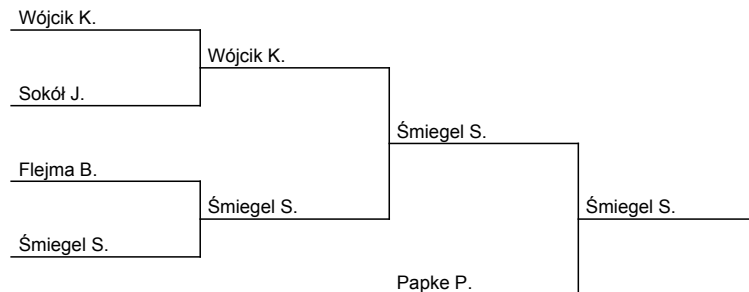 Wójcik K.
Wójcik K.
Sokół J.
Śmiegel S.
Flejma B.
Śmiegel S.
Śmiegel S.
Śmiegel S.
Papke P.